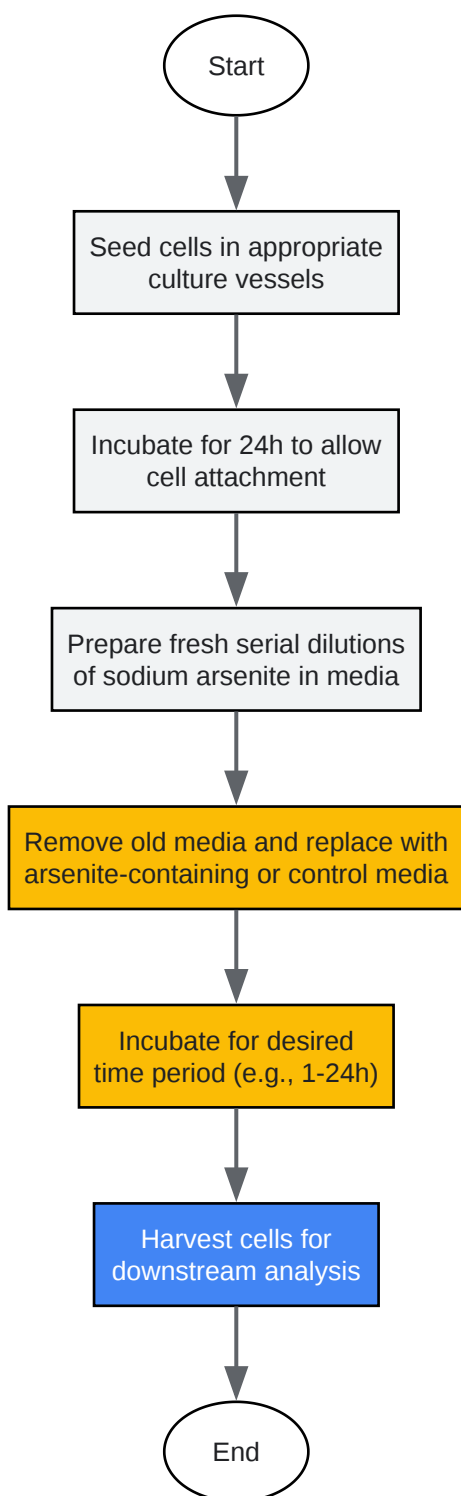 Start
Seed cells in appropriate
culture vessels
Incubate for 24h to allow
cell attachment
Prepare fresh serial dilutions
of sodium arsenite in media
Remove old media and replace with
arsenite-containing or control media
Incubate for desired
time period (e.g., 1-24h)
Harvest cells for
downstream analysis
End